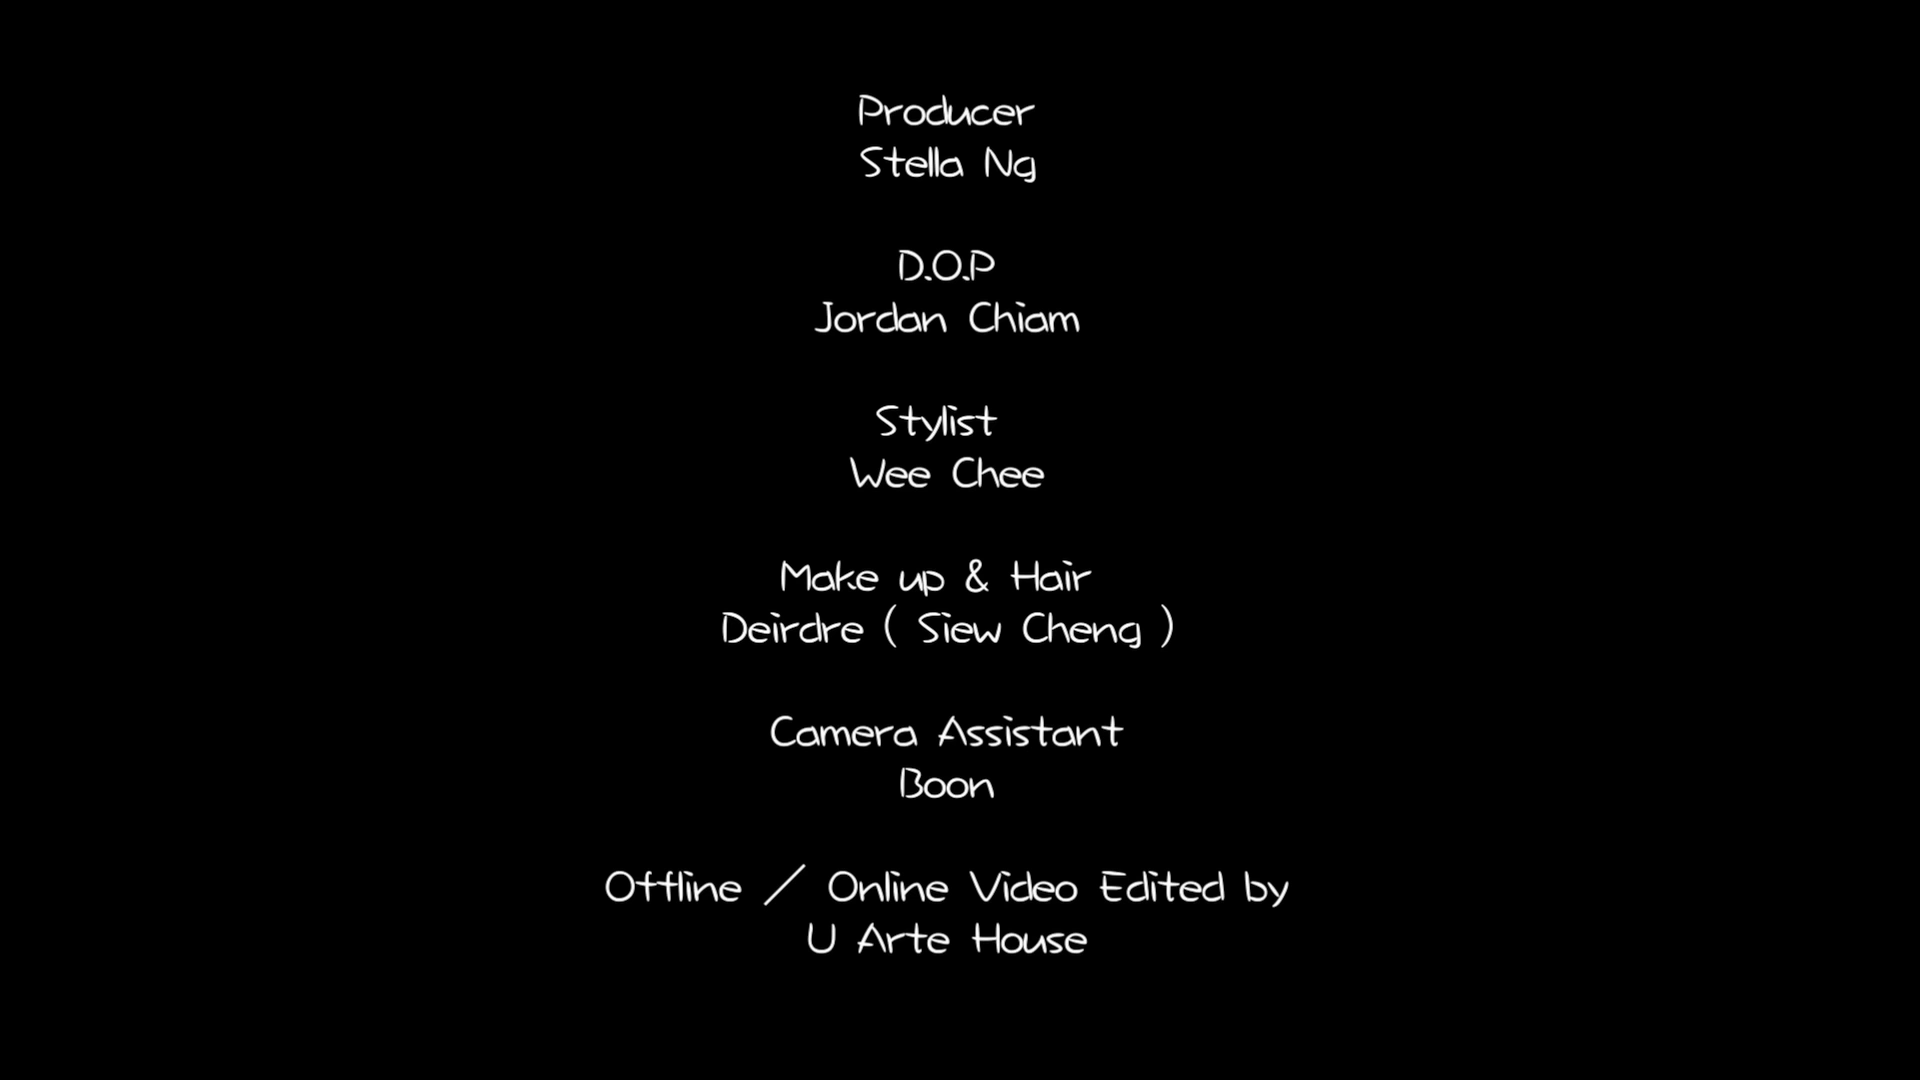 Producer
Stella Ng
D.O.P
Jordan Chiam
Stylist
Wee Chee
Make up & Hair
Deirdre ( Siew Cheng )
Camera Assistant
Boon
Offline / Online Video Edited by
U Arte House